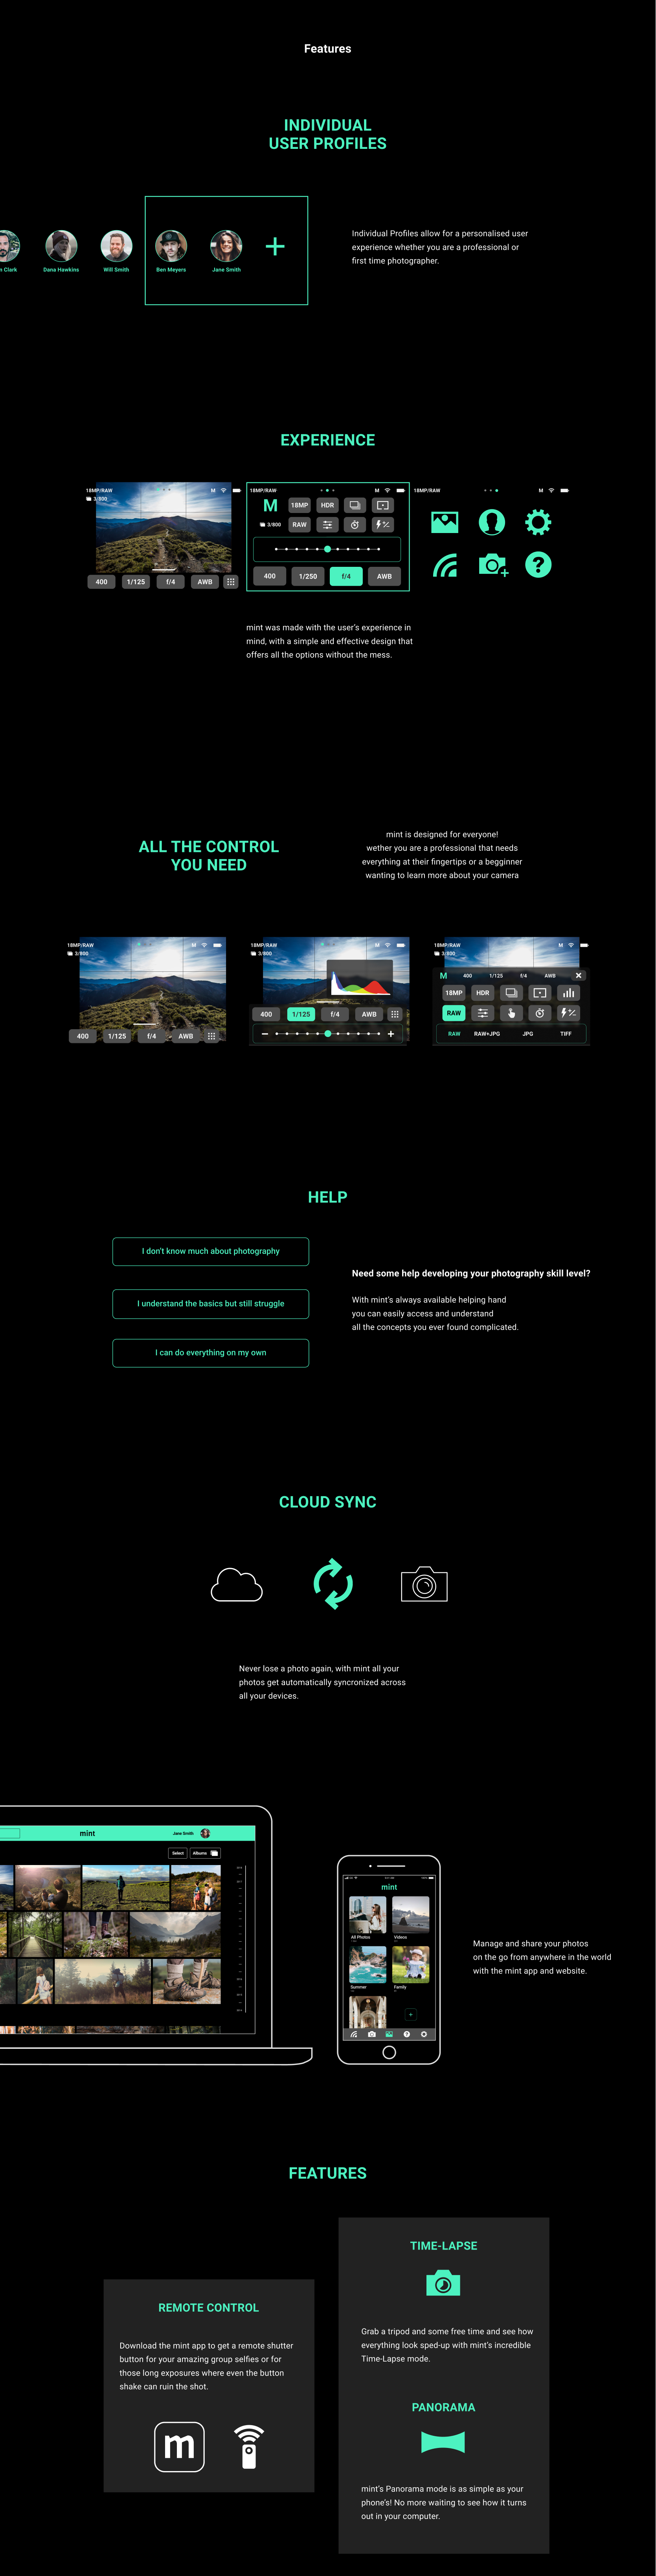 Features
INDIVIDUAL
USER PROFILES
Clark
Dana Hawkins
Will Smith
Ben Meyers
Jane Smith
Individual Profiles allow for a personalised user
experience whether you are a professional or
first time photographer.
EXPERIENCE
18MP/RAW
M
3/800
400
1/125
f/4
AWB
18MP/RAW
M
M
18MP
HDR
3/800
RAW
400
1/250
f/4
AWB
18MP/RAW
M
mint was made with the user's experience in
mind, with a simple and effective design that
offers all the options without the mess.
ALL THE CONTROL
YOU NEED
mint is designed for everyone!
wether you are a professional that needs
everything at their fingertips or a begginner
wanting to learn more about your camera
18MP/RAW
M
3/800
400
1/125
f/4
AWB
18MP/RAW
M
3/800
400
1/125
f/4
AWB
18MP/RAW
M
3/800
M
400
1/125
f/4
AWB
18MP
HDR
RAW
RAW
RAW+JPG
JPG
TIFF
HELP
I don't know much about photography
I understand the basics but still struggle
I can do everything on my own
Need some help developing your photography skill level?
With mint's always available helping hand
you can easily access and understand
all the concepts you ever found complicated.
CLOUD SYNC
Never lose a photo again, with mint all your
photos get automatically syncronized across
all your devices.
mint
Jane Smith
Select
Albums
mint
All Photos
Videos
Summer
Family
Manage and share your photos
on the go from anywhere in the world
with the mint app and website.
FEATURES
REMOTE CONTROL
Download the mint app to get a remote shutter
button for your amazing group selfies or for
those long exposures where even the button
shake can ruin the shot.
m
TIME-LAPSE
Grab a tripod and some free time and see how
everything look sped-up with mint's incredible
Time-Lapse mode.
PANORAMA
mint's Panorama mode is as simple as your
phone's! No more waiting to see how it turns
out in your computer.